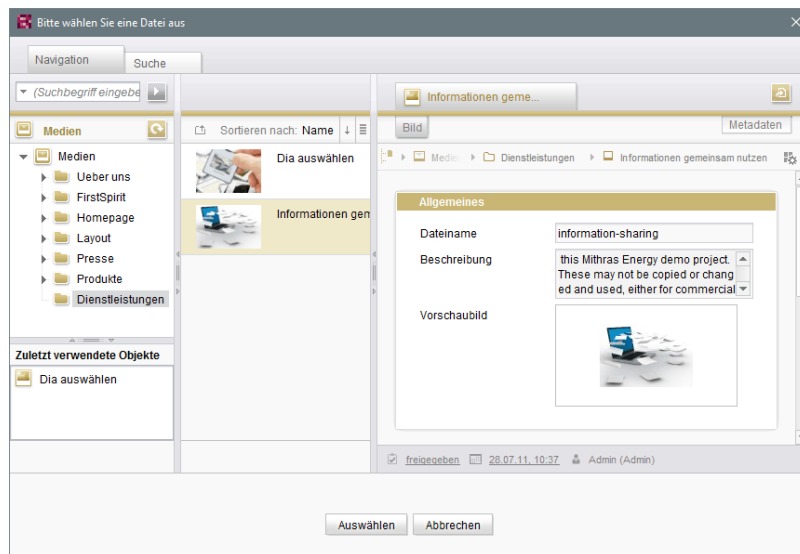 Bitte wählen Sie eine Datei aus
Navigation
Suche
(Suchbegriff eingebe
Medien
Medien
Ueber uns
FirstSpirit
Homepage
Layout
Presse
Produkte
Dienstleistungen
Zuletzt verwendete Objekte
Dia auswählen
Sortieren nach: Name
Dia auswählen
Informationen gem
Informationen geme...
Bild
Metadaten
Medien Dienstleistungen Informationen gemeinsam nutzen
Allgemeines
Dateiname information-sharing
Beschreibung this Mithras Energy demo project.
These may not be copied or chang
ed and used, either for commercial
Vorschaubild
freigegeben 28.07.11, 10:37 Admin (Admin)
Auswählen Abbrechen